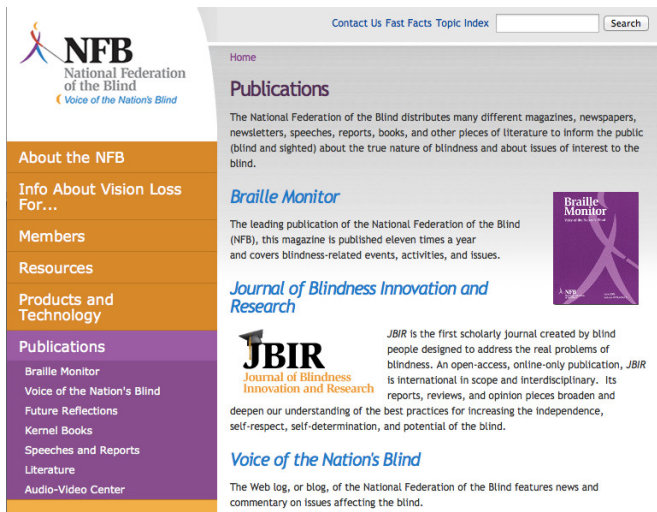 Contact Us Fast Facts Topic Index
Search
NFB
National Federation
of the Blind
Voice of the Nation's Blind
About the NFB
Info About Vision Loss
For...
Members
Resources
Products and
Technology
Publications
Braille Monitor
Voice of the Nation's Blind
Future Reflections
Kernel Books
Speeches and Reports
Literature
Audio-Video Center
Home
Publications
The National Federation of the Blind distributes many different magazines, newspapers,
newsletters, speeches, reports, books, and other pieces of literature to inform the public
(blind and sighted) about the true nature of blindness and about issues of interest to the
blind.
Braille Monitor
The leading publication of the National Federation of the Blind
(NFB), this magazine is published eleven times a year
and covers blindness-related events, activities, and issues.
Braille
Monitor
Voice of the Nation's Blind
NFB
Journal of Blindness Innovation and
Research
JBIR
Journal of Blindness
Innovation and Research
JBIR is the first scholarly journal created by blind
people designed to address the real problems of
blindness. An open-access, online-only publication, JBIR
is international in scope and interdisciplinary. Its
reports, reviews, and opinion pieces broaden and
deepen our understanding of the best practices for increasing the independence,
self-respect, self-determination, and potential of the blind.
Voice of the Nation's Blind
The Web log, or blog, of the National Federation of the Blind features news and
commentary on issues affecting the blind.